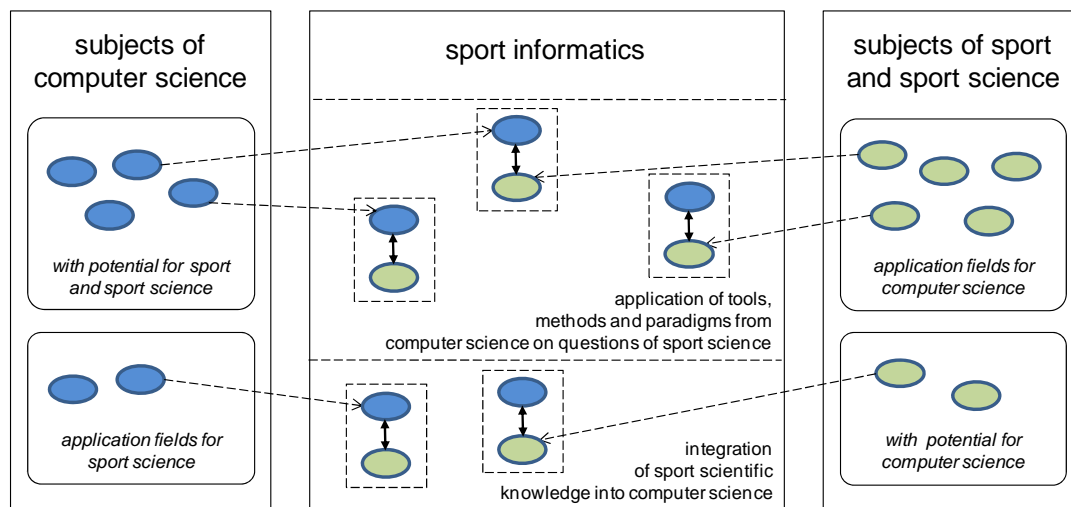 subjects of
computer science
with potential for sport
and sport science
application fields for
sport science
sport informatics
application of tools,
methods and paradigms from
computer science on questions of sport science
integration
of sport scientific
knowledge into computer science
subjects of sport
and sport science
application fields for
computer science
with potential for
computer science